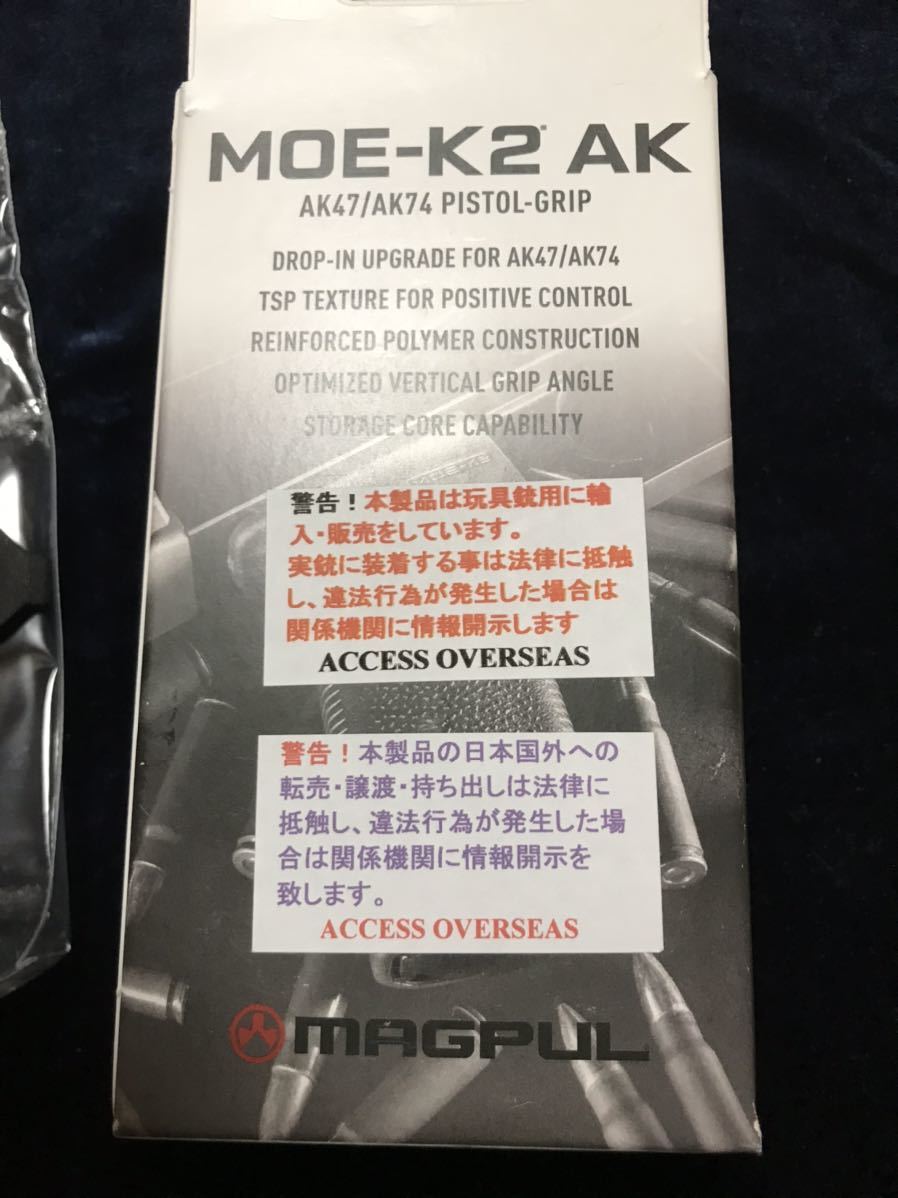 MOE-K2 AK
AK47/AK74 PISTOL-GRIP
DROP-IN UPGRADE FOR AK47/AK74
TSP TEXTURE FOR POSITIVE CONTROL
REINFORCED POLYMER CONSTRUCTION
OPTIMIZED VERTICAL GRIP ANGLE
STORAGE CORE CAPABILITY
MOE-K2
警告！本製品は玩具銃用に輸
入・販売をしています。
実銃に装着する事は法律に抵触
し、違法行為が発生した場合は
関係機関に情報開示します
ACCESS OVERSEAS
警告！本製品の日本国外への
転売・譲渡・持ち出しは法律に
抵触し、違法行為が発生した場
合は関係機関に情報開示を
致します。
ACCESS OVERSEAS
MAGPUL